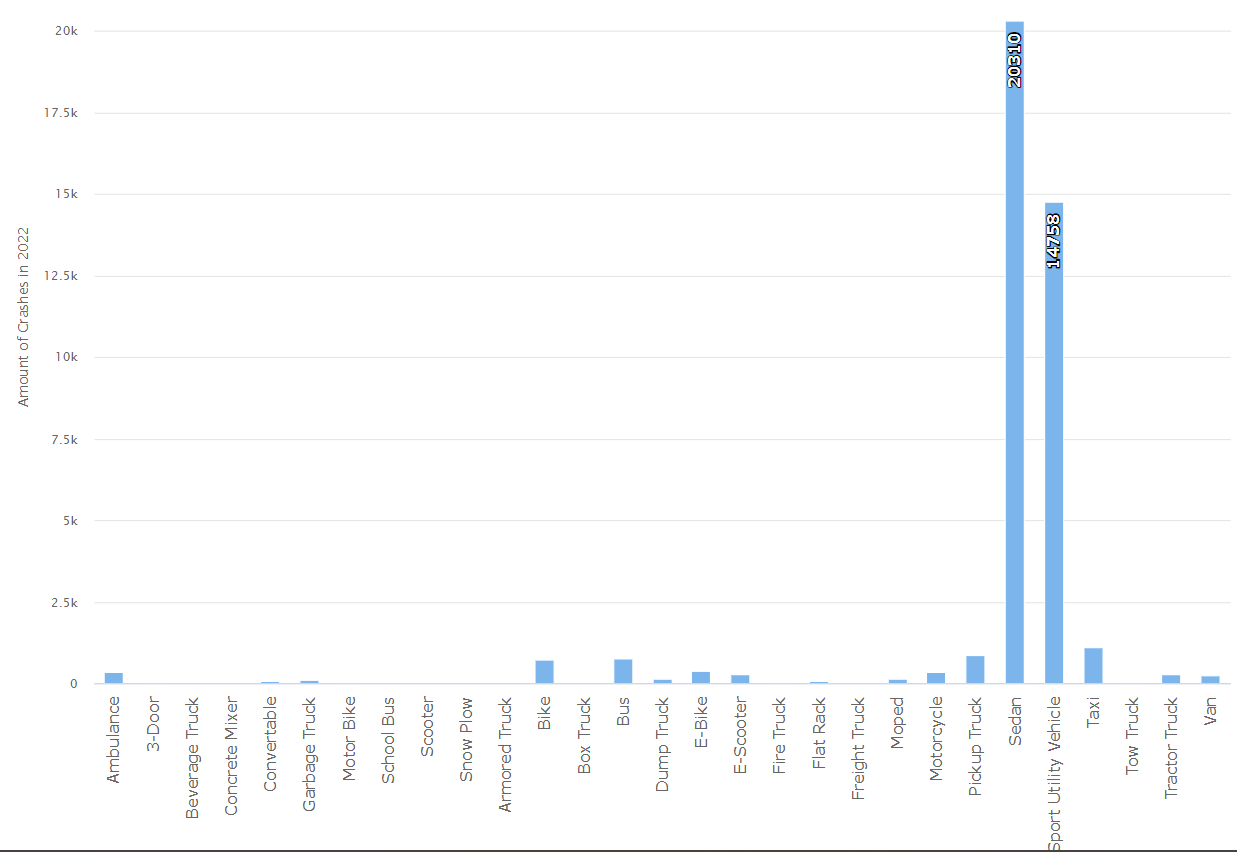 20k
17.5k
15k
12.5k
10k
7.5k
5k
2.5k
0
Amount of Crashes in 2022
20310
14758
Ambulance
3-Door
Beverage Truck
Concrete Mixer
Convertable
Garbage Truck
Motor Bike
School Bus
Scooter
Snow Plow
Armored Truck
Bike
Box Truck
Bus
Dump Truck
E-Bike
E-Scooter
Fire Truck
Flat Rack
Freight Truck
Moped
Motorcycle
Pickup Truck
Sedan
Sport Utility Vehicle
Taxi
Tow Truck
Tractor Truck
Van